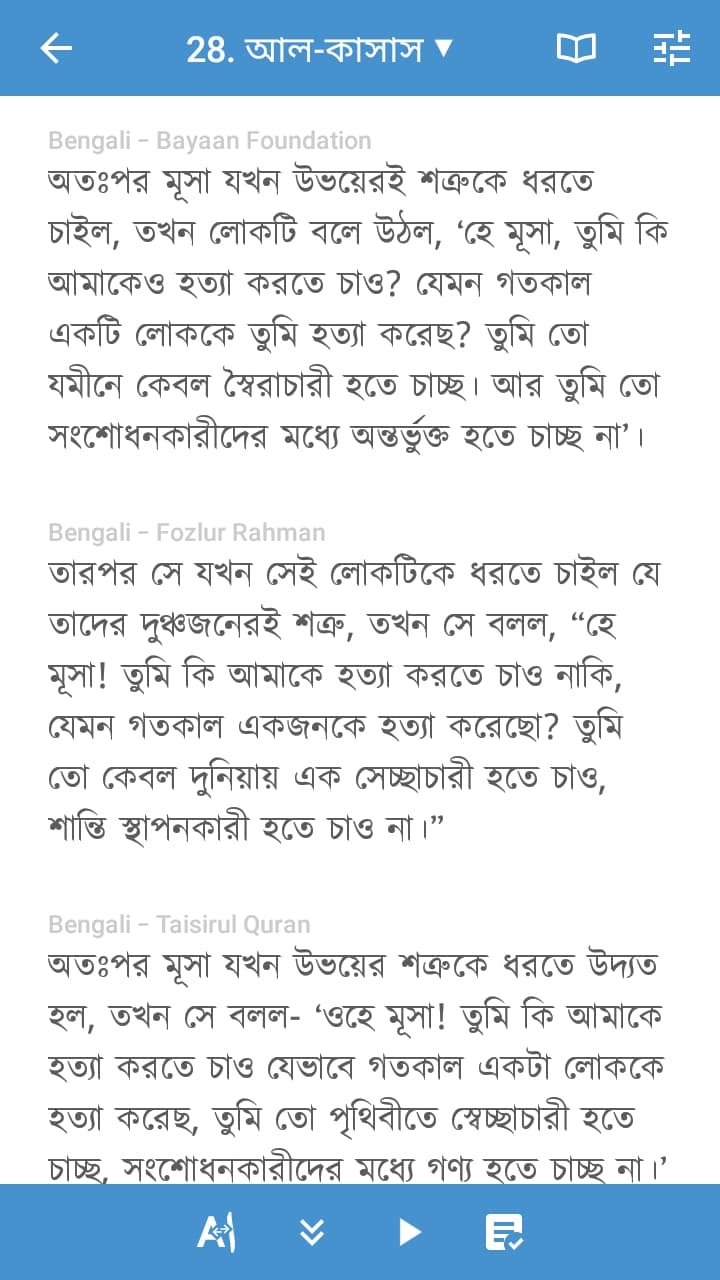 28. আল-কাসাস ▼
Bengali – Bayaan Foundation
অতঃপর মূসা যখন উভয়েরই শত্রুকে ধরতে
চাইল, তখন লোকটি বলে উঠল, ‘হে মূসা, তুমি কি
আমাকেও হত্যা করতে চাও? যেমন গতকাল
একটি লোককে তুমি হত্যা করেছ? তুমি তো
যমীনে কেবল স্বৈরাচারী হতে চাচ্ছ। আর তুমি তো
সংশোধনকারীদের মধ্যে অন্তর্ভুক্ত হতে চাচ্ছ না’।
Bengali – Fozlur Rahman
তারপর সে যখন সেই লোকটিকে ধরতে চাইল যে
তাদের দুঞ্চজনেরই শত্রু, তখন সে বলল, “হে
মূসা! তুমি কি আমাকে হত্যা করতে চাও নাকি,
যেমন গতকাল একজনকে হত্যা করেছো? তুমি
তো কেবল দুনিয়ায় এক সেচ্ছাচারী হতে চাও,
শান্তি স্থাপনকারী হতে চাও না।”
Bengali – Taisirul Quran
অতঃপর মূসা যখন উভয়ের শত্রুকে ধরতে উদ্যত
হল, তখন সে বলল- ‘ওহে মূসা! তুমি কি আমাকে
হত্যা করতে চাও যেভাবে গতকাল একটা লোককে
হত্যা করেছ, তুমি তো পৃথিবীতে স্বেচ্ছাচারী হতে
চাচ্ছ, সংশোধনকারীদের মধ্যে গণ্য হতে চাচ্ছ না।’